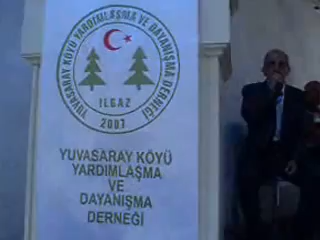 YUVASARAY KÖYÜ YARDIMLAŞMA VE DAYANIŞMA DERNEĞİ
ILGAZ
2007
YUVASARAY KÖYÜ
YARDIMLAŞMA
VE
DAYANIŞMA
DERNEĞİ